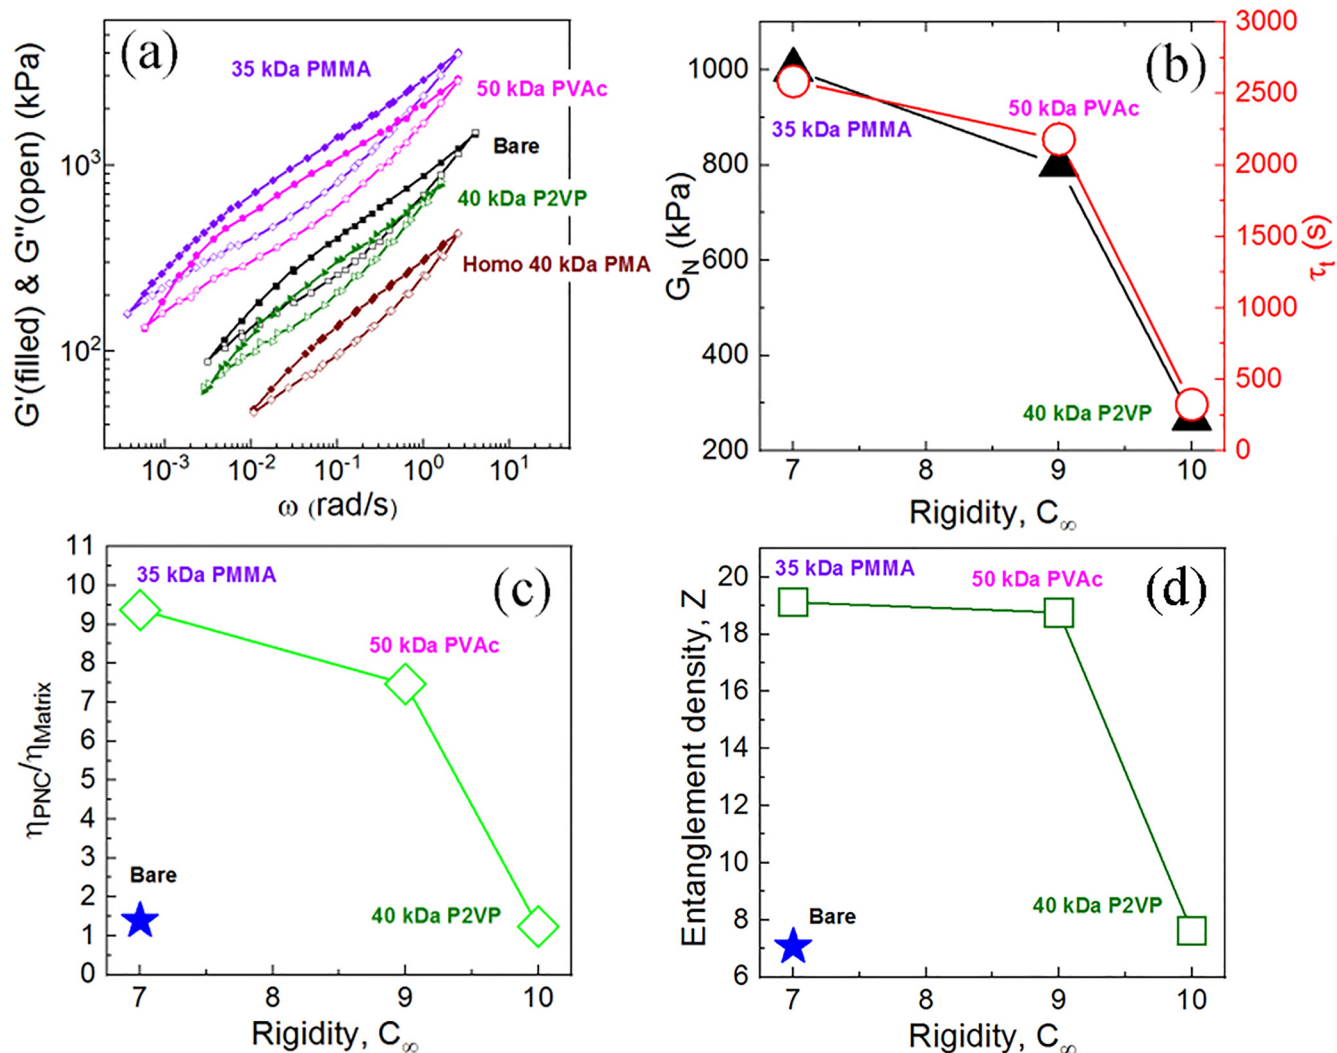 (a)
35 kDa PMMA
50 kDa PVAc
Bare
40 kDa P2VP
Homo 40 kDa PMA
G'(filled) & G"(open) (kPa)
10³
10²
10⁻³ 10⁻² 10⁻¹ 10⁰ 10¹
ω (rad/s)
(b)
50 kDa PVAc
35 kDa PMMA
40 kDa P2VP
G_N (kPa)
1000
800
600
400
200
3000
2500
2000
1500
1000
500
0
τ_t (s)
7 8 9 10
Rigidity, C_∞
(c)
35 kDa PMMA
50 kDa PVAc
Bare
40 kDa P2VP
η_PNC/η_Matrix
11
10
9
8
7
6
5
4
3
2
1
0
7 8 9 10
Rigidity, C_∞
(d)
35 kDa PMMA
50 kDa PVAc
40 kDa P2VP
Bare
Entanglement density, Z
20
18
16
14
12
10
8
6
7 8 9 10
Rigidity, C_∞